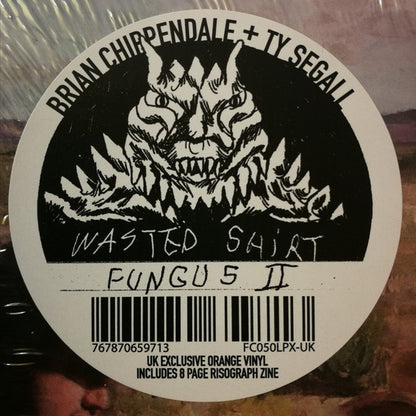 BRIAN CHIPPENDALE + TY SEGALL
WASTED SHIRT
FUNGUS II
767870659713 FC050LPX-UK
UK EXCLUSIVE ORANGE VINYL
INCLUDES 8 PAGE RISOGRAPH ZINE